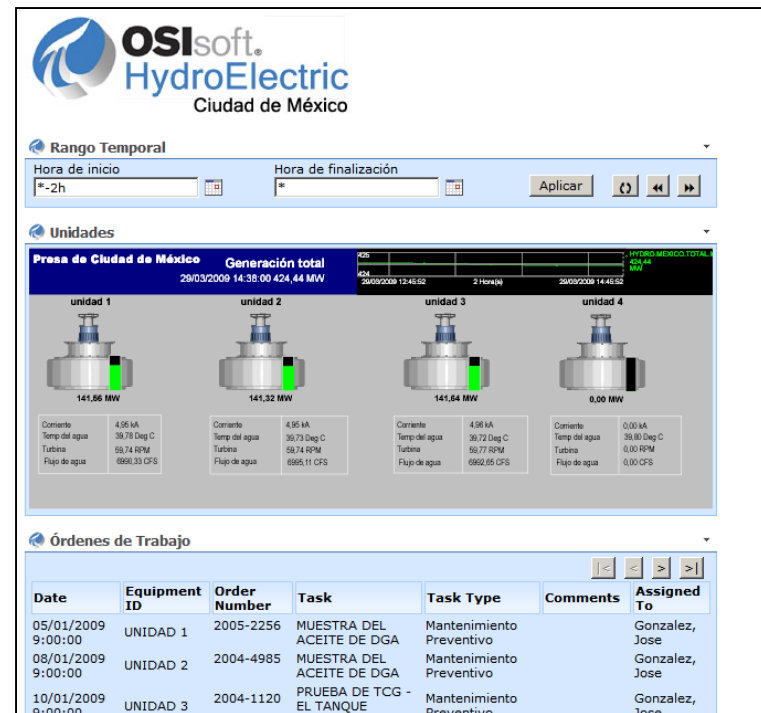 OSIsoft.
HydroElectric
Ciudad de México
Rango Temporal
Hora de inicio Hora de finalización
*-2h * Aplicar
Unidades
Presa de Ciudad de México Generación total
29/03/2009 14:38:00 424,44 MW
425
424
29/03/2009 12:45:52 2 Hora(s) 29/03/2009 14:45:52
HYDRO.MEXICO.TOTAL.
424,44
MW
unidad 1 unidad 2 unidad 3 unidad 4
141,56 MW 141,32 MW 141,64 MW 0,00 MW
Corriente 4,95 kA Corriente 4,95 kA Corriente 4,96 kA Corriente 0,00 kA
Temp del agua 39,78 Deg C Temp del agua 39,73 Deg C Temp del agua 39,72 Deg C Temp del agua 39,80 Deg C
Turbina 59,74 RPM Turbina 59,74 RPM Turbina 59,77 RPM Turbina 0,00 RPM
Flujo de agua 6990,33 CFS Flujo de agua 6995,11 CFS Flujo de agua 6992,65 CFS Flujo de agua 0,00 CFS
Órdenes de Trabajo
|< < > >|
Date Equipment ID Order Number Task Task Type Comments Assigned To
05/01/2009 9:00:00 UNIDAD 1 2005-2256 MUESTRA DEL ACEITE DE DGA Mantenimiento Preventivo Gonzalez, Jose
08/01/2009 9:00:00 UNIDAD 2 2004-4985 MUESTRA DEL ACEITE DE DGA Mantenimiento Preventivo Gonzalez, Jose
10/01/2009 9:00:00 UNIDAD 3 2004-1120 PRUEBA DE TCG - EL TANQUE Mantenimiento Preventivo Gonzalez, Jose